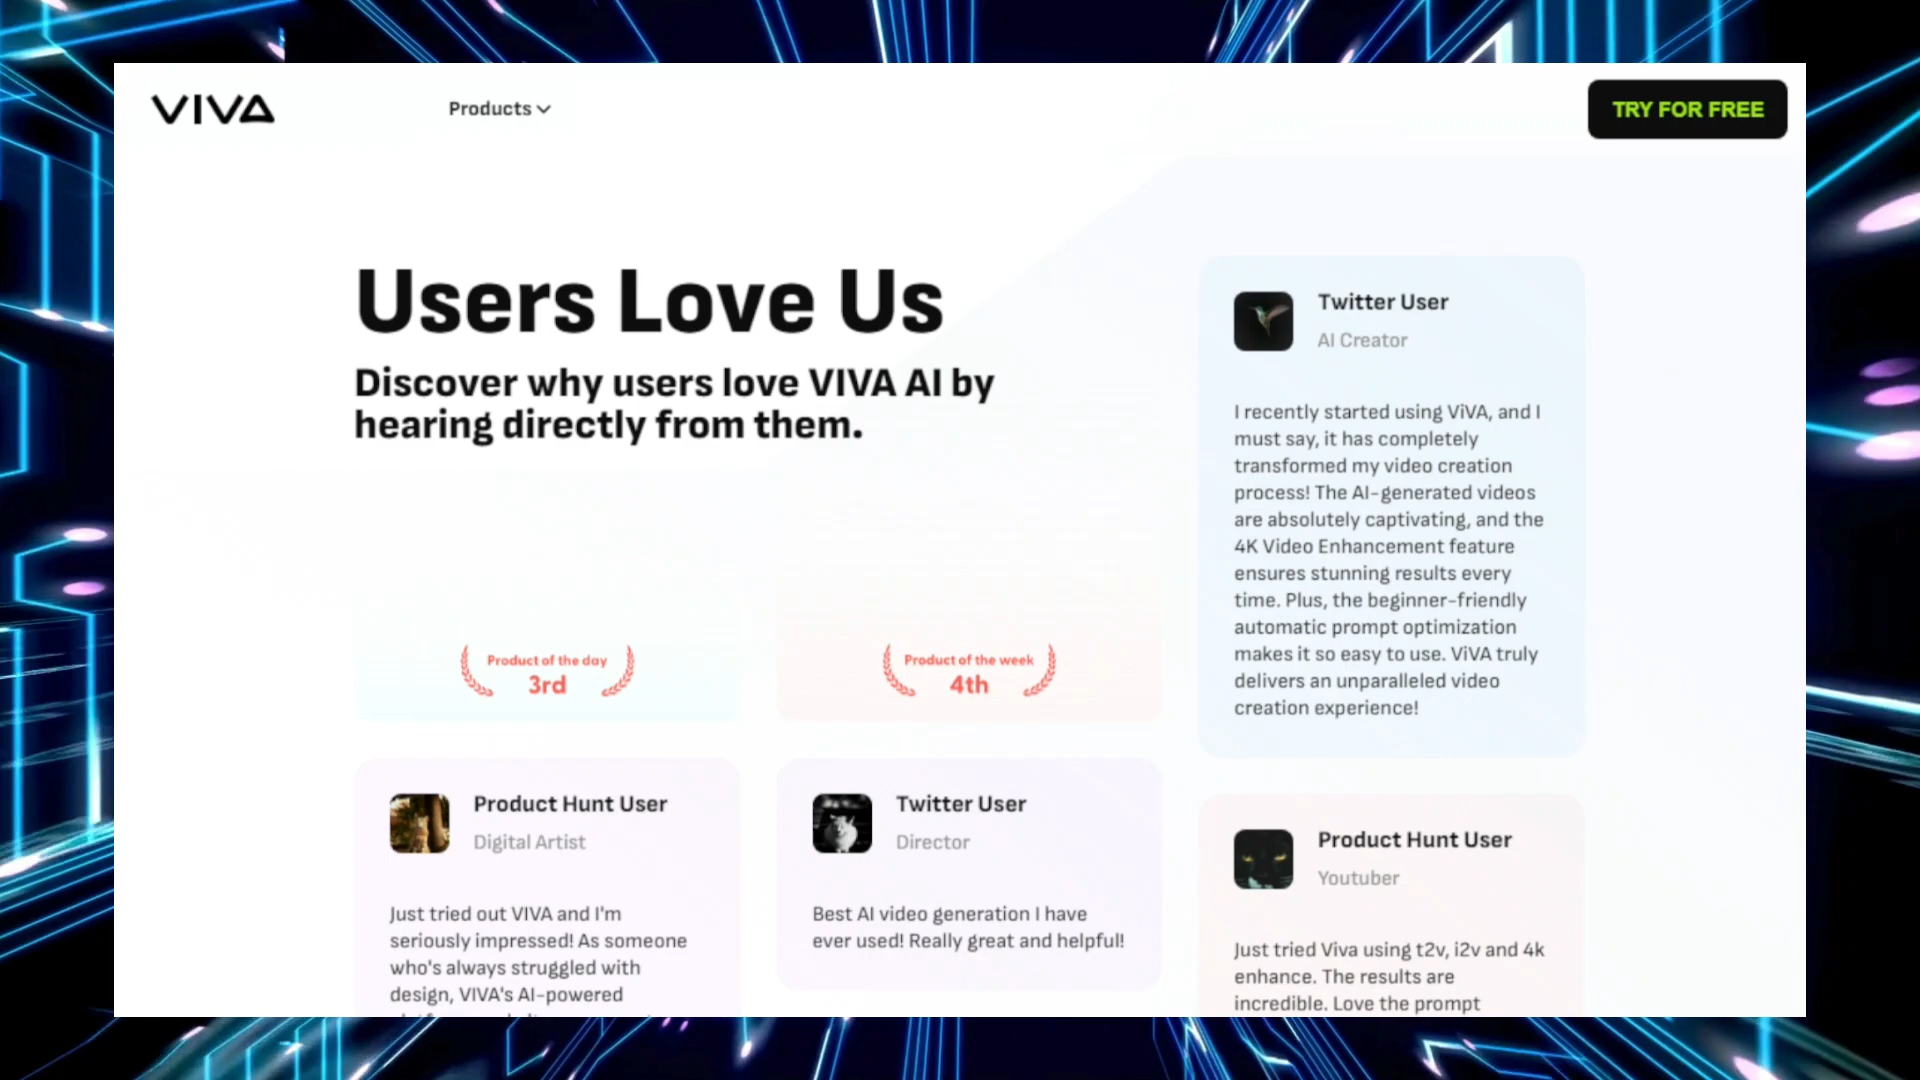 VIVA
Products
TRY FOR FREE
Users Love Us
Discover why users love VIVA AI by
hearing directly from them.
Product of the day
3rd
Product of the week
4th
Twitter User
AI Creator
I recently started using ViVA, and I
must say, it has completely
transformed my video creation
process! The AI-generated videos
are absolutely captivating, and the
4K Video Enhancement feature
ensures stunning results every
time. Plus, the beginner-friendly
automatic prompt optimization
makes it so easy to use. ViVA truly
delivers an unparalleled video
creation experience!
Product Hunt User
Digital Artist
Just tried out VIVA and I'm
seriously impressed! As someone
who's always struggled with
design, VIVA's AI-powered
Twitter User
Director
Best AI video generation I have
ever used! Really great and helpful!
Product Hunt User
Youtuber
Just tried Viva using t2v, i2v and 4k
enhance. The results are
incredible. Love the prompt